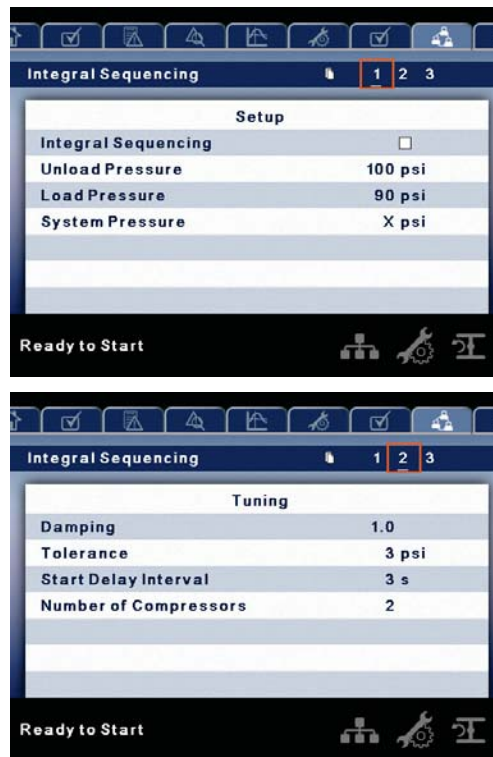 Integral Sequencing 1 2 3
Setup
Integral Sequencing
Unload Pressure 100 psi
Load Pressure 90 psi
System Pressure X psi
Ready to Start
Integral Sequencing 1 2 3
Tuning
Damping 1.0
Tolerance 3 psi
Start Delay Interval 3 s
Number of Compressors 2
Ready to Start